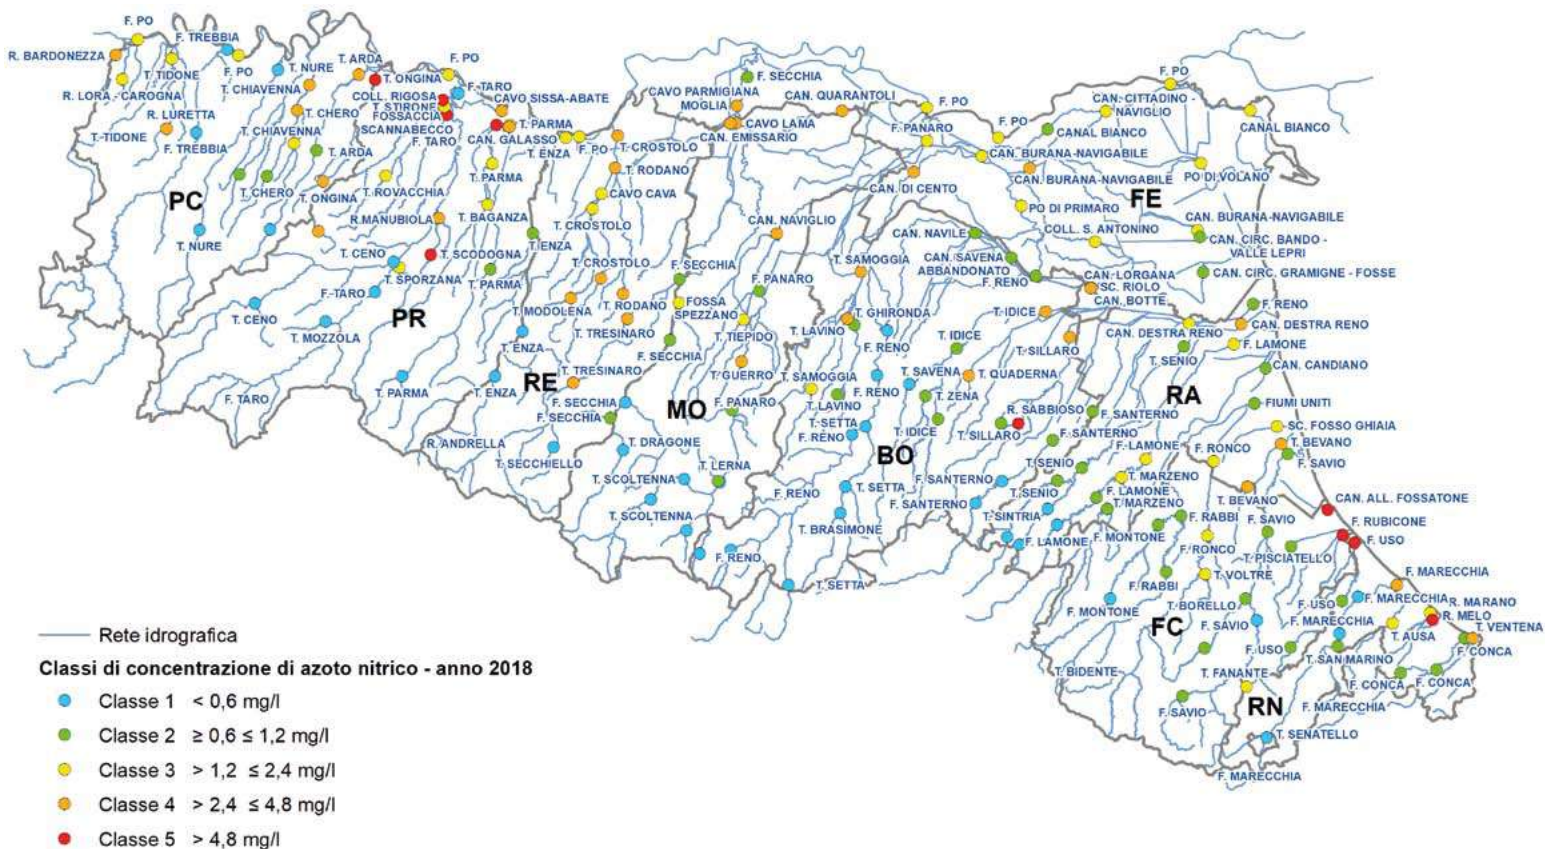 F. PO
F. TREBBIA
R. BARDONEZZA
T. TIDONE
F. PO
T. NURE
T. ARDA
T. ONGINA
F. PO
R. LORA - CAROGNA
T. CHIAVENNA
COLL. RIGOSA
F. TARO
T. STIRONE
CAVO SISSA-ABATE
R. LURETTA
T. CHERO
FOSSACCIA
SCANNABECCO
T. PARMA
T. TIDONE
T. CHIAVENNA
F. TARO
CAN. GALASSO
F. TREBBIA
T. ARDA
T. ENZA
F. PO
T. CROSTOLO
T. PARMA
T. RODANO
T. CHERO
T. ONGINA
T. ROVACCHIA
CAVO CAVA
PC
R.MANUBIOLA
T. BAGANZA
T. CROSTOLO
T. NURE
T. ENZA
T. CENO
T. SCODOGNA
T. CROSTOLO
T. SPORZANA
T. PARMA
F. TARO
T. MODOLENA
T. RODANO
T. CENO
PR
T. TRESINARO
T. MOZZOLA
T. ENZA
T. TRESINARO
RE
F. TARO
T. PARMA
T. ENZA
F. SECCHIA
F. SECCHIA
R. ANDRELLA
T. SECCHIELLO
F. SECCHIA
CAVO PARMIGIANA
MOGLIA
CAN. QUARANTOLI
CAVO LAMA
CAN. EMISSARIO
F. PO
F. PANARO
CAN. DI CENTO
CAN. NAVIGLIO
F. SECCHIA
F. PANARO
FOSSA
SPEZZANO
T. TIEPIDO
F. SECCHIA
T. GUERRO
F. PANARO
MO
T. DRAGONE
T. LERNA
T. SCOLTENNA
T. SCOLTENNA
F. RENO
F. PO
F. PO
CAN. CITTADINO -
NAVIGLIO
CANAL BIANCO
CANAL BIANCO
CAN. BURANA-NAVIGABILE
CAN. BURANA-NAVIGABILE
PO DI VOLANO
FE
PO DI PRIMARO
CAN. BURANA-NAVIGABILE
COLL. S. ANTONINO
CAN. CIRC. BANDO -
VALLE LEPRI
CAN. NAVILE
CAN. SAVENA
ABBANDONATO
F. RENO
CAN. LORGANA
SC. RIOLO
CAN. BOTTE
CAN. CIRC. GRAMIGNE - FOSSE
T. SAMOGGIA
T. GHIRONDA
T. LAVINO
T. IDICE
T. IDICE
F. RENO
T. SILLARO
CAN. DESTRA RENO
CAN. DESTRA RENO
F. RENO
T. SENIO
F. LAMONE
CAN. CANDIANO
T. SAMOGGIA
F. RENO
T. SAVENA
T. QUADERNA
T. LAVINO
T. ZENA
T. SETTA
F. RENO
T. IDICE
R. SABBIOSO
T. SILLARO
BO
RA
F. SANTERNO
F. SANTERNO
FIUMI UNITI
SC. FOSSO GHIAIA
T. BEVANO
F. SAVIO
F. LAMONE
F. RONCO
T. SENIO
T. MARZENO
F. RENO
T. SETTA
F. SANTERNO
T. SENIO
F. LAMONE
T. MARZENO
T. BEVANO
F. SANTERNO
T. SINTRIA
CAN. ALL. FOSSATONE
T. BRASIMONE
F. LAMONE
F. MONTONE
F. RABBI
F. SAVIO
F. RUBICONE
F. USO
F. RONCO
T. PISCIATELLO
T. SETTA
F. RABBI
T. VOLTRE
F. MARECCHIA
F. MONTONE
T. BORELLO
F. USO
F. MARECCHIA
R. MARANO
R. MELO
FC
F. SAVIO
F. MARECCHIA
T. AUSA
T. VENTENA
F. USO
F. CONCA
T. BIDENTE
T. FANANTE
T. SAN MARINO
F. CONCA
F. CONCA
F. SAVIO
RN
F. MARECCHIA
T. SENATELLO
F. MARECCHIA
Rete idrografica
Classi di concentrazione di azoto nitrico - anno 2018
Classe 1 < 0,6 mg/l
Classe 2 ≥ 0,6 ≤ 1,2 mg/l
Classe 3 > 1,2 ≤ 2,4 mg/l
Classe 4 > 2,4 ≤ 4,8 mg/l
Classe 5 > 4,8 mg/l